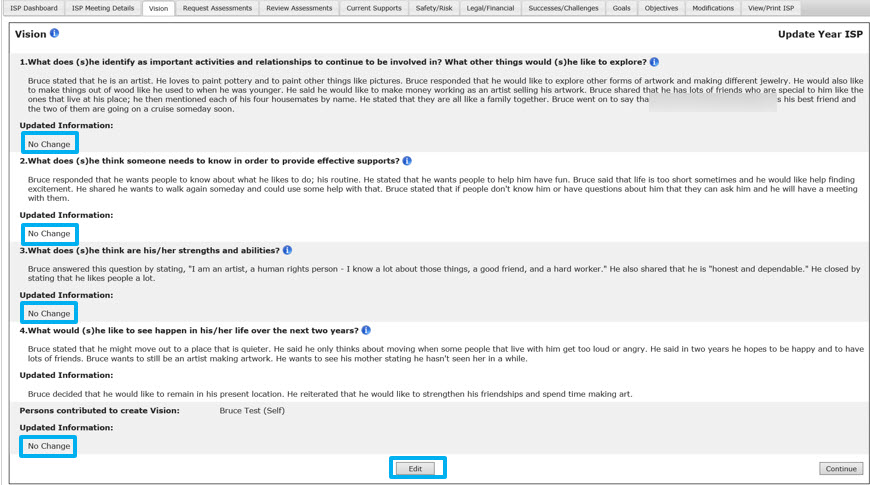 ISP Dashboard ISP Meeting Details Vision Request Assessments Review Assessments Current Supports Safety/Risk Legal/Financial Successes/Challenges Goals Objectives Modifications View/Print ISP
Vision i Update Year ISP
1.What does (s)he identify as important activities and relationships to continue to be involved in? What other things would (s)he like to explore? i
Bruce stated that he is an artist. He loves to paint pottery and to paint other things like pictures. Bruce responded that he would like to explore other forms of artwork and making different jewelry. He would also like
to make things out of wood like he used to when he was younger. He said he would like to make money working as an artist selling his artwork. Bruce shared that he has lots of friends who are special to him like the
ones that live at his place; he then mentioned each of his four housemates by name. He stated that they are all like a family together. Bruce went on to say tha s his best friend and
the two of them are going on a cruise someday soon.
Updated Information:
No Change
2.What does (s)he think someone needs to know in order to provide effective supports? i
Bruce responded that he wants people to know about what he likes to do; his routine. He stated that he wants people to help him have fun. Bruce said that life is too short sometimes and he would like help finding
excitement. He shared he wants to walk again someday and could use some help with that. Bruce stated that if people don't know him or have questions about him that they can ask him and he will have a meeting
with them.
Updated Information:
No Change
3.What does (s)he think are his/her strengths and abilities? i
Bruce answered this question by stating, "I am an artist, a human rights person - I know a lot about those things, a good friend, and a hard worker." He also shared that he is "honest and dependable." He closed by
stating that he likes people a lot.
Updated Information:
No Change
4.What would (s)he like to see happen in his/her life over the next two years? i
Bruce stated that he might move out to a place that is quieter. He said he only thinks about moving when some people that live with him get too loud or angry. He said in two years he hopes to be happy and to have
lots of friends. Bruce wants to still be an artist making artwork. He wants to see his mother stating he hasn't seen her in a while.
Updated Information:
Bruce decided that he would like to remain in his present location. He reiterated that he would like to strengthen his friendships and spend time making art.
Persons contributed to create Vision: Bruce Test (Self)
Updated Information:
No Change
Edit Continue